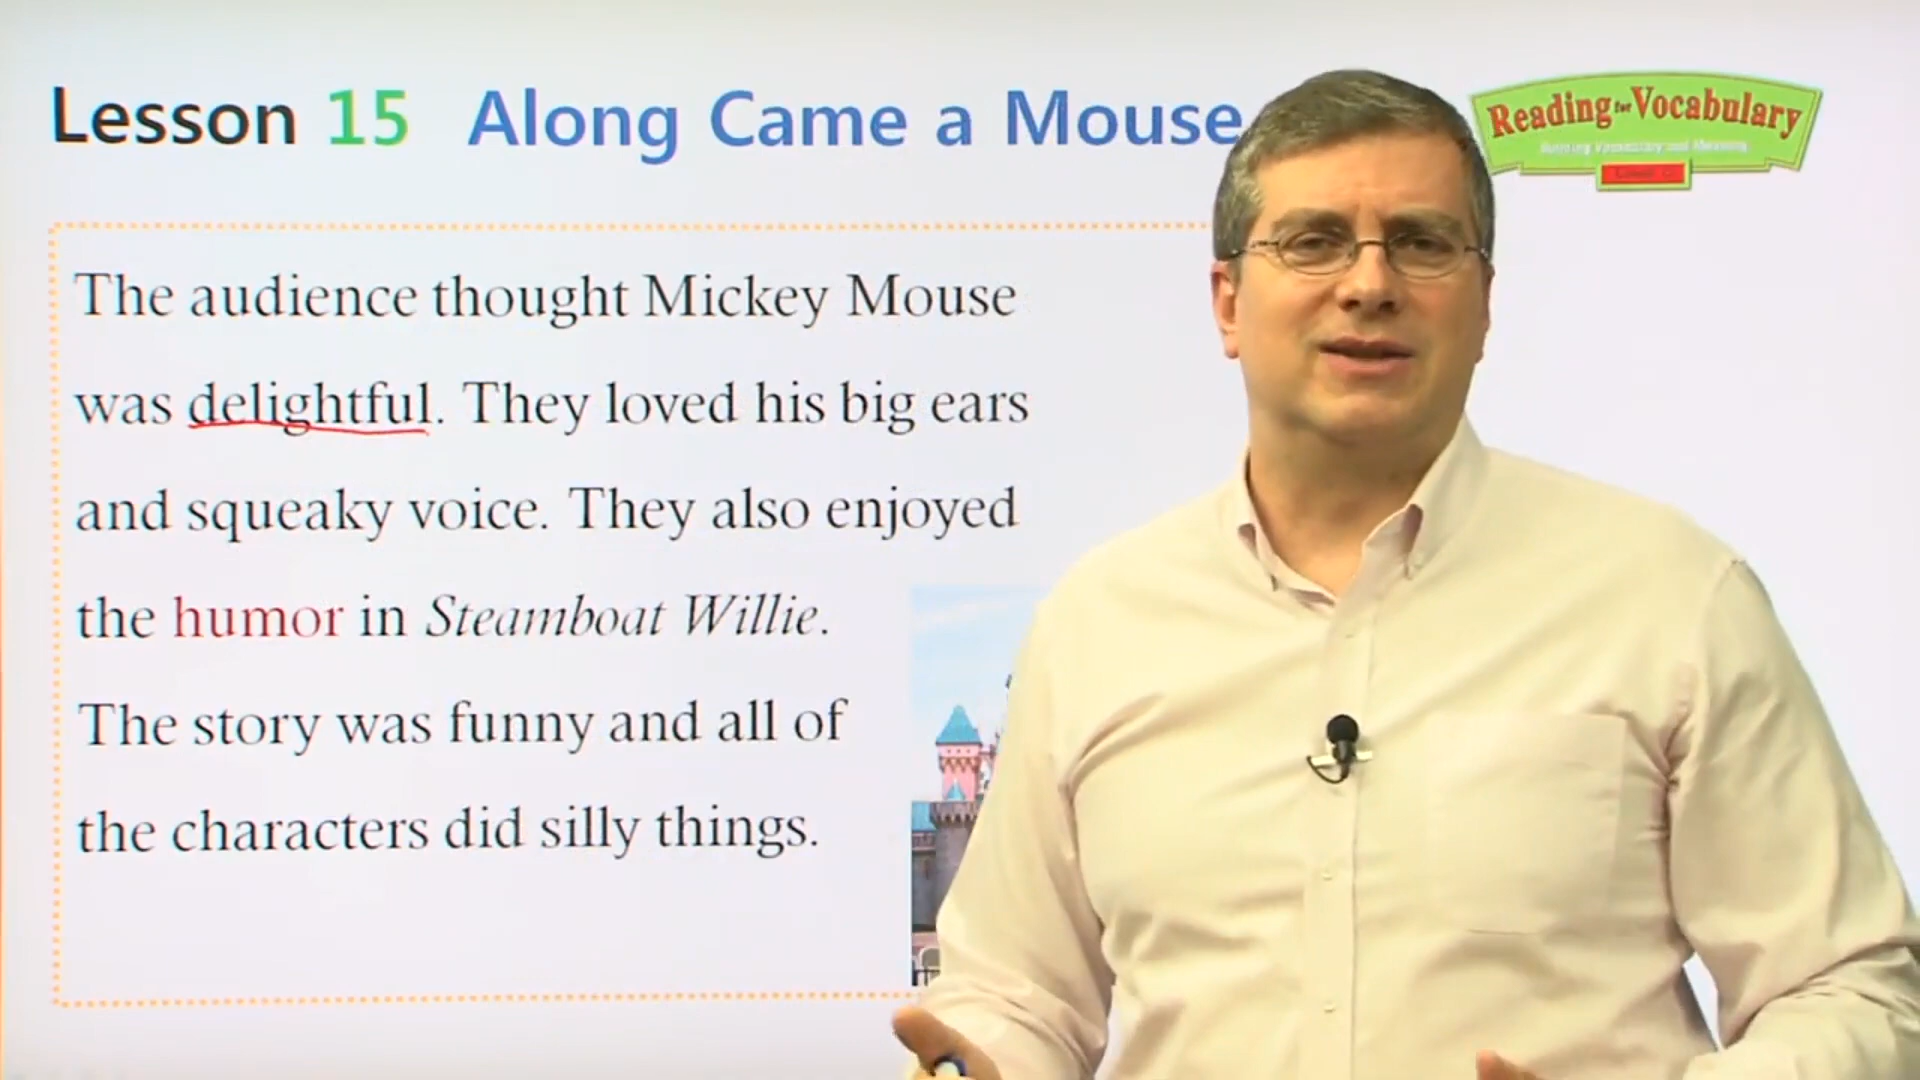 Lesson 15 Along Came a Mouse
Reading for Vocabulary
The audience thought Mickey Mouse
was delightful. They loved his big ears
and squeaky voice. They also enjoyed
the humor in Steamboat Willie.
The story was funny and all of
the characters did silly things.